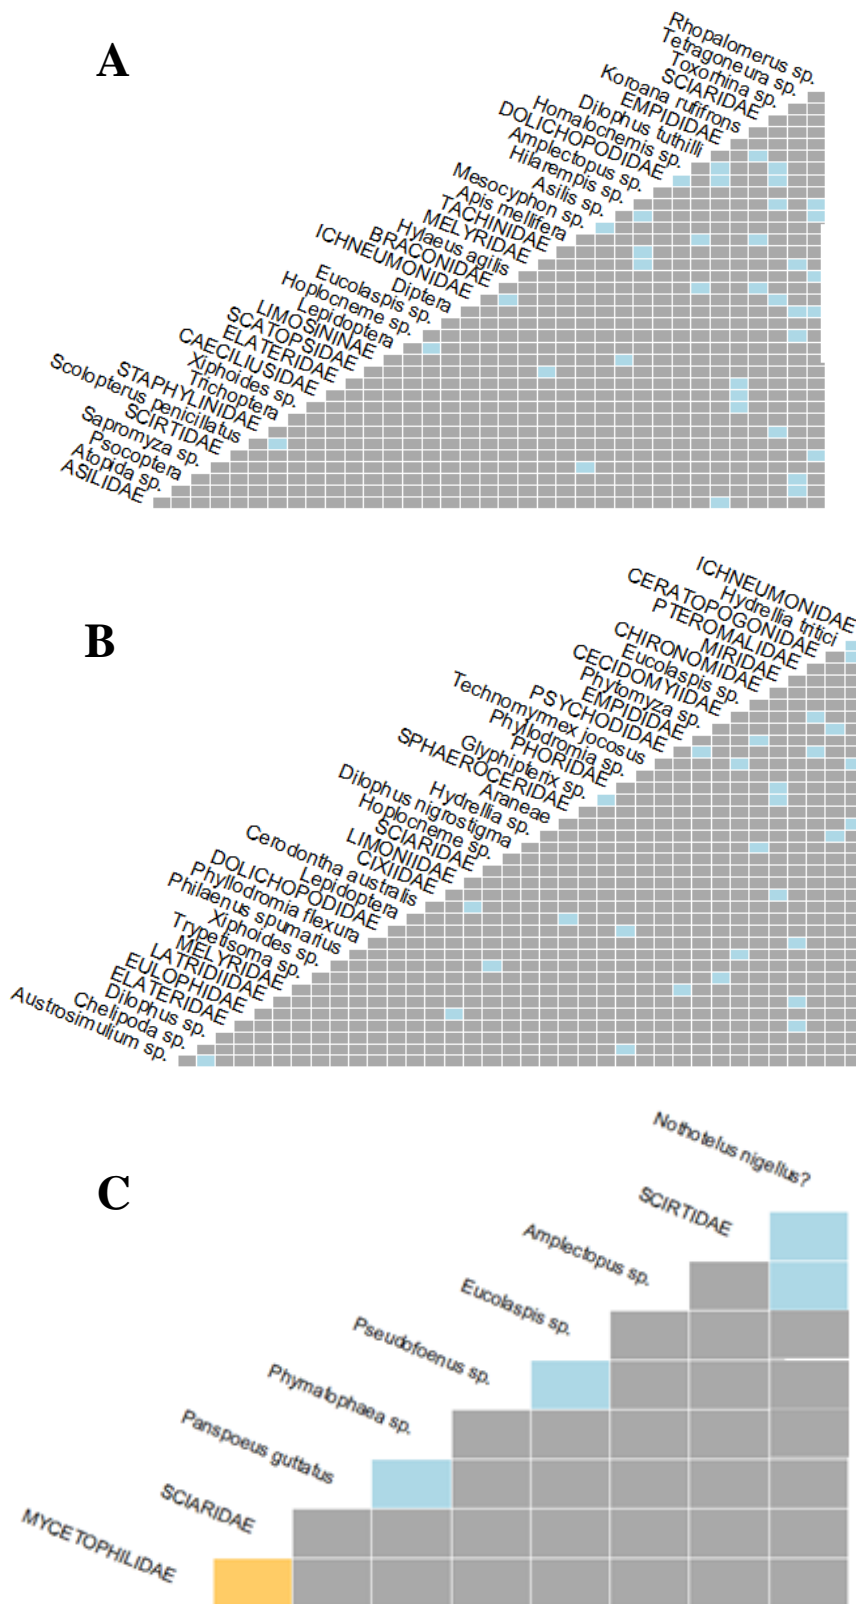 A
Rhopalomerus sp.
Tetragoneura sp.
Toxorhina sp.
SCIARIDAE
Koroana rufifrons
EMPIDIDAE
Dilophus tuthilli
Homalocnemis sp.
DOLICHOPODIDAE
Amplectopus sp.
Hilarempis sp.
Asilis sp.
Mesocyphon sp.
Apis mellifera
TACHINIDAE
MELYRIDAE
Hylaeus agilis
BRACONIDAE
ICHNEUMONIDAE
Diptera
Eucolaspis sp.
Hoplocneme sp.
Lepidoptera
LIMOSININAE
SCATOPSIDAE
ELATERIDAE
CAECILIUSIDAE
Xiphoides sp.
Trichoptera
STAPHYLINIDAE
Scolopterus penicillatus
SCIRTIDAE
Sapromyza sp.
Psocoptera
Atopida sp.
ASILIDAE
B
ICHNEUMONIDAE
Hydrellia tritici
CERATOPOGONIDAE
PTEROMALIDAE
MIRIDAE
CHIRONOMIDAE
Eucolaspis sp.
CECIDOMYIIDAE
Phytomyza sp.
EMPIDIDAE
PSYCHODIDAE
Technomyrmex jocosus
Phyllodromia sp.
PHORIDAE
Glyphipterix sp.
SPHAEROCERIDAE
Araneae
Hydrellia sp.
Dilophus nigrostigma
Hoplocneme sp.
SCIARIDAE
LIMONIIDAE
CIXIIDAE
Cerodontha australis
Lepidoptera
DOLICHOPODIDAE
Phyllodromia flexura
Philaenus spumarius
Xiphoides sp.
Trypetisoma sp.
MELYRIDAE
LATRIDIIDAE
EULOPHIDAE
ELATERIDAE
Dilophus sp.
Chelipoda sp.
Austrosimulium sp.
C
Nothotelus nigellus?
SCIRTIDAE
Amplectopus sp.
Eucolaspis sp.
Pseudofoenus sp.
Phymatophaea sp.
Panspoeus guttatus
SCIARIDAE
MYCETOPHILIDAE